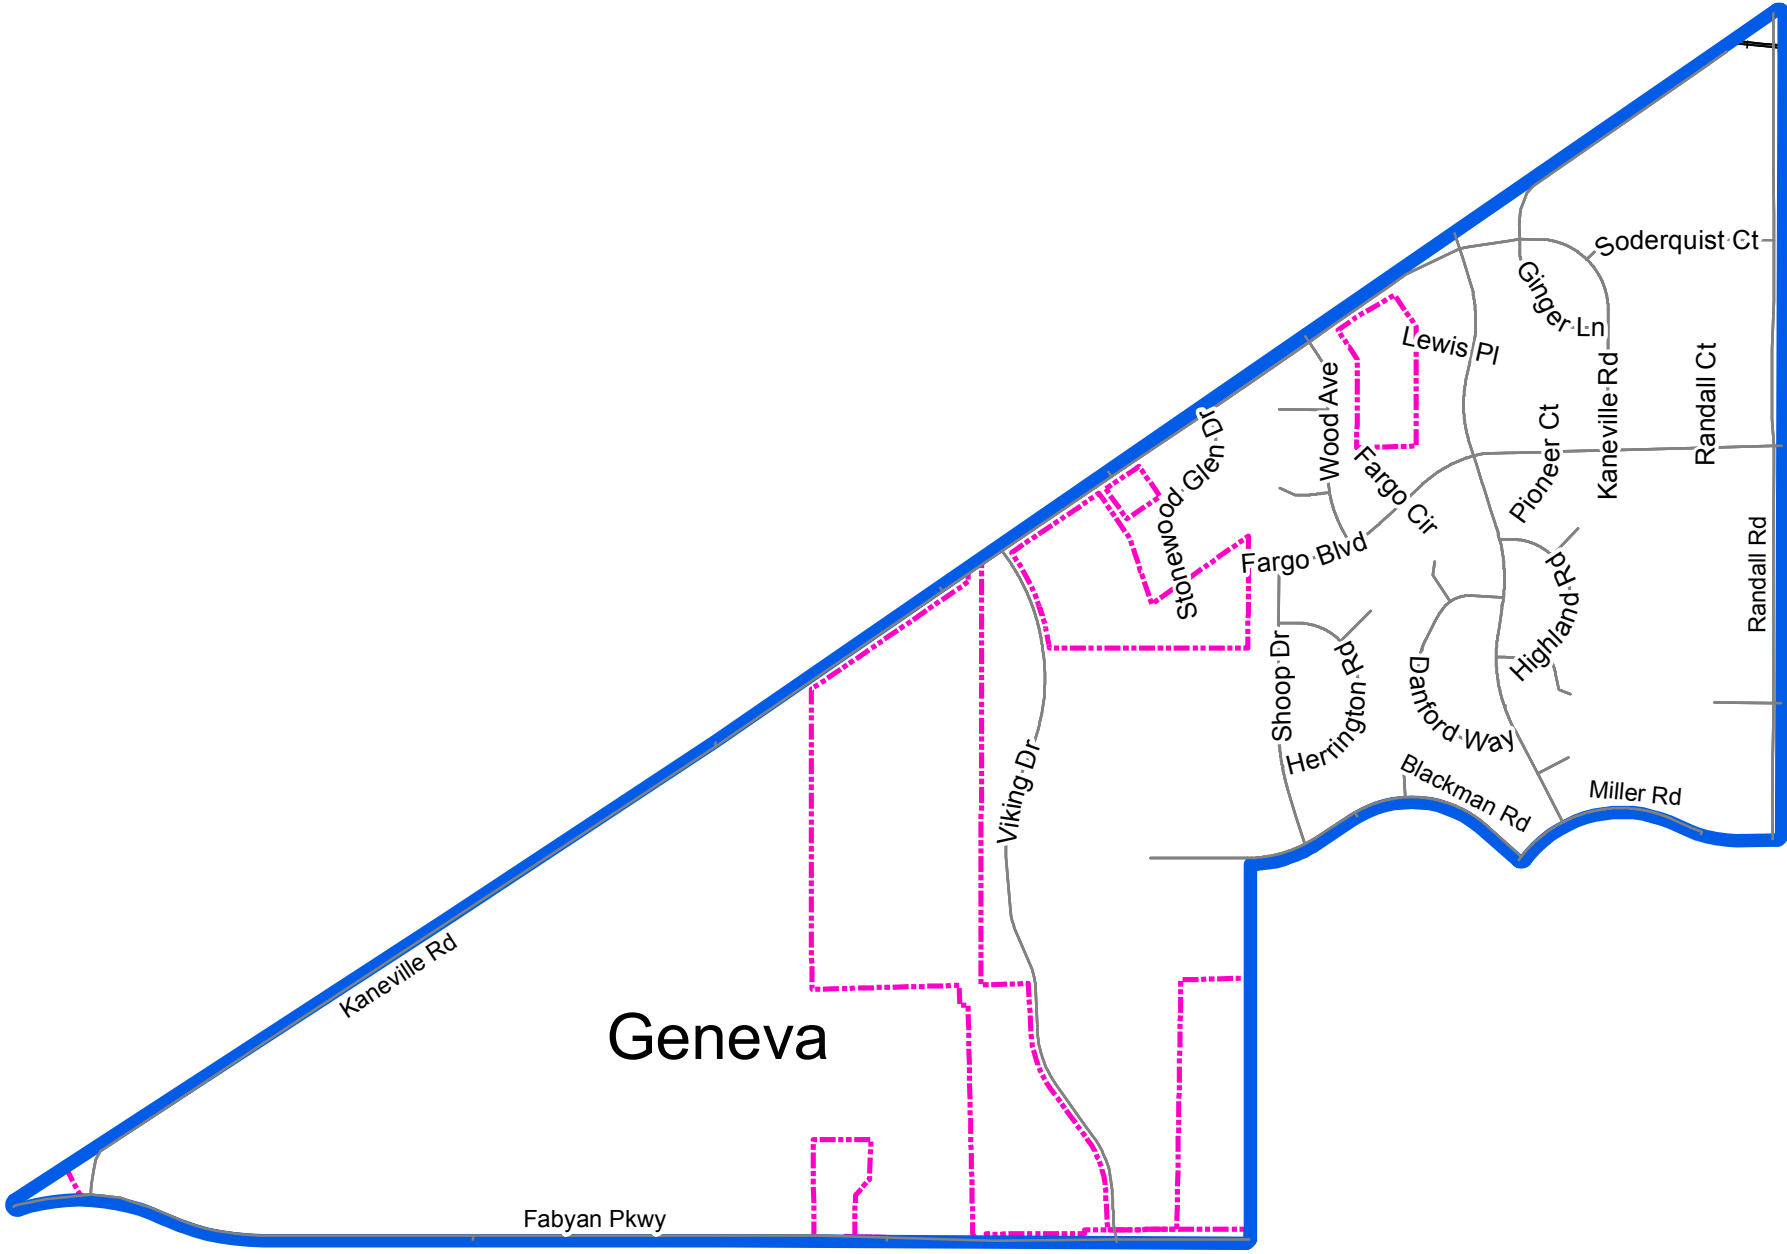 Soderquist Ct
Ginger Ln
Lewis Pl
Kaneville Rd
Randall Ct
Wood Ave
Pioneer Ct
Stonewood Glen Dr
Fargo Cir
Fargo Blvd
Randall Rd
Highland Rd
Shoop Dr
Herrington Rd
Danford Way
Viking Dr
Blackman Rd
Miller Rd
Kaneville Rd
Geneva
Fabyan Pkwy